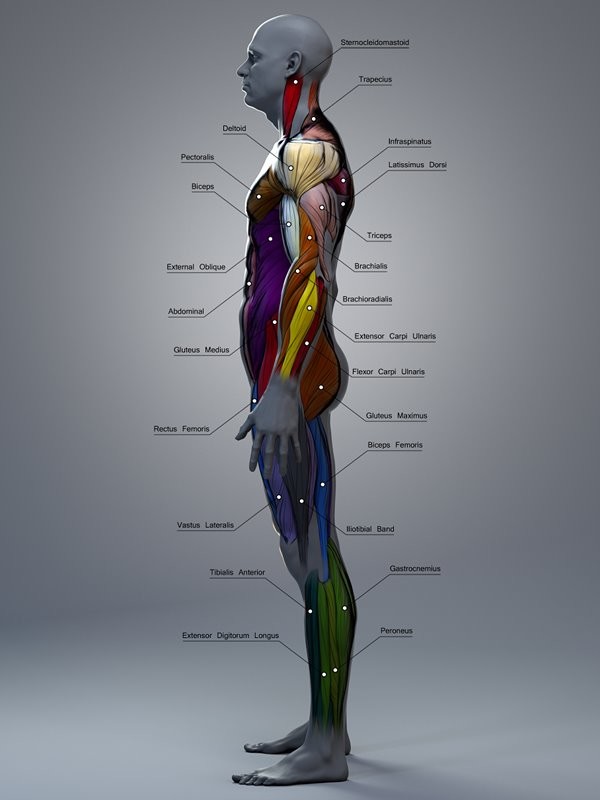 Sternocleidomastoid
Trapecius
Deltoid
Infraspinatus
Pectoralis
Latissimus Dorsi
Biceps
Triceps
External Oblique
Brachialis
Abdominal
Brachioradialis
Extensor Carpi Ulnaris
Gluteus Medius
Flexor Carpi Ulnaris
Gluteus Maximus
Rectus Femoris
Biceps Femoris
Vastus Lateralis
Iliotibial Band
Tibialis Anterior
Gastrocnemius
Extensor Digitorum Longus
Peroneus